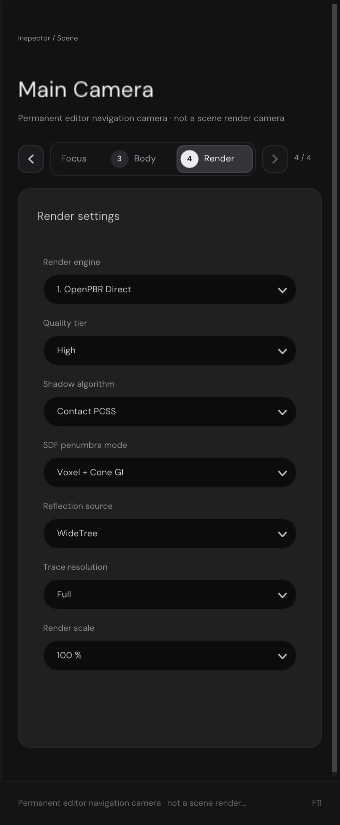 Inspector / Scene
Main Camera
Permanent editor navigation camera · not a scene render camera
Focus 3 Body 4 Render 4 / 4
Render settings
Render engine
1. OpenPBR Direct
Quality tier
High
Shadow algorithm
Contact PCSS
SDF penumbra mode
Voxel + Cone GI
Reflection source
WideTree
Trace resolution
Full
Render scale
100 %
Permanent editor navigation camera · not a scene render... F11